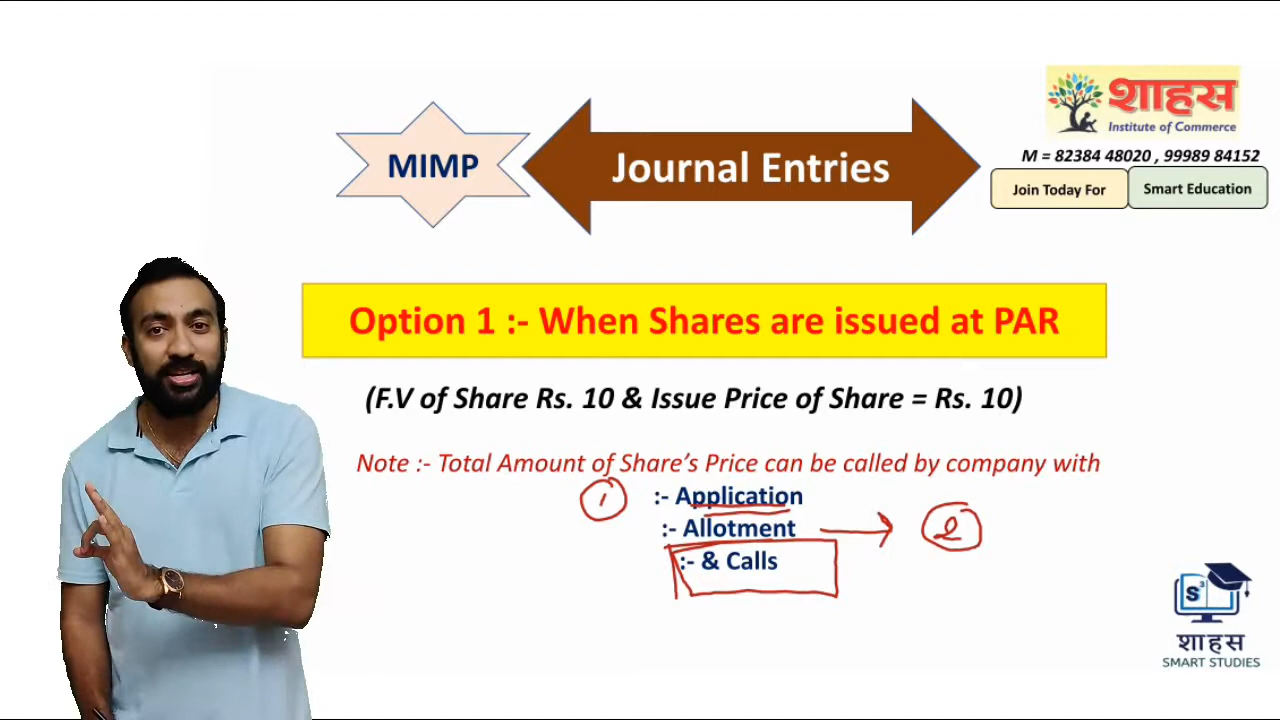 शाहस
Institute of Commerce
M = 82384 48020 , 99989 84152
Join Today For
Smart Education
MIMP
Journal Entries
Option 1 :- When Shares are issued at PAR
(F.V of Share Rs. 10 & Issue Price of Share = Rs. 10)
Note :- Total Amount of Share’s Price can be called by company with
1 :- Application
:- Allotment → 2
:- & Calls
S³
शाहस
SMART STUDIES